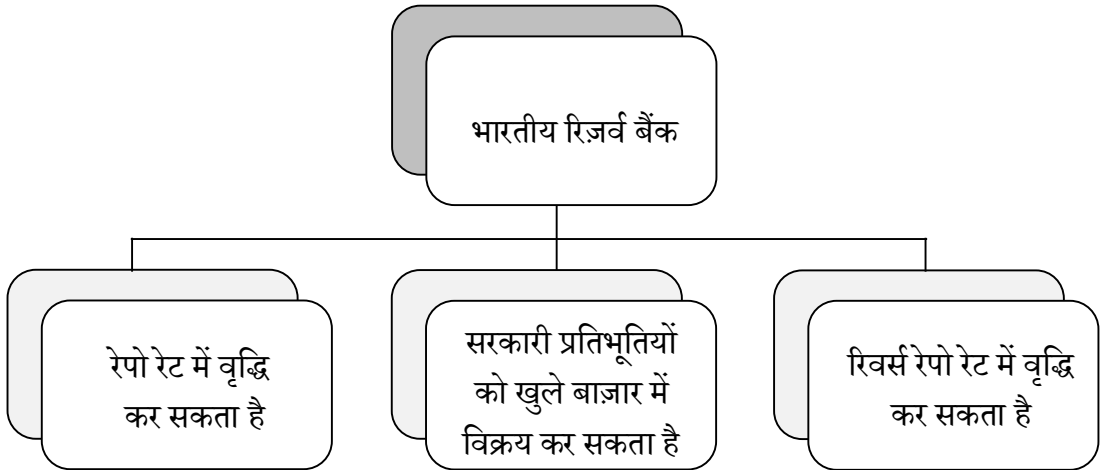 भारतीय रिज़र्व बैंक
रेपो रेट में वृद्धि
कर सकता है
सरकारी प्रतिभूतियों
को खुले बाज़ार में
विक्रय कर सकता है
रिवर्स रेपो रेट में वृद्धि
कर सकता है